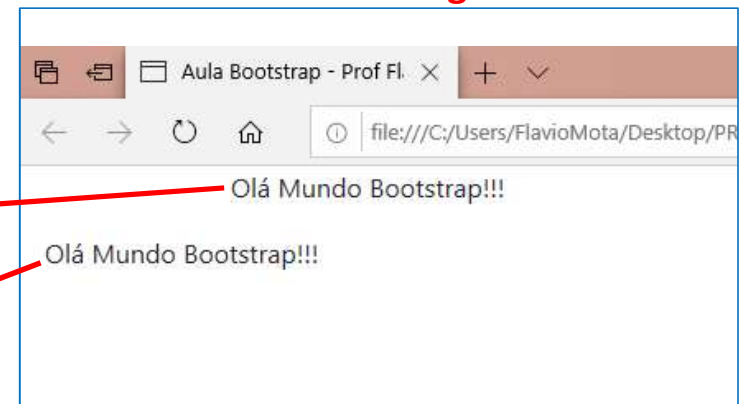 Aula Bootstrap - Prof Fl
file:///C:/Users/FlavioMota/Desktop/PR
Olá Mundo Bootstrap!!!
Olá Mundo Bootstrap!!!